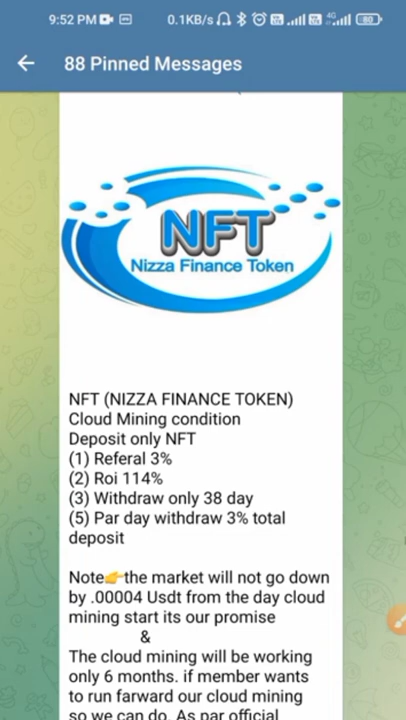 9:52 PM
0.1KB/s
4G
80
88 Pinned Messages
NFT
Nizza Finance Token
NFT (NIZZA FINANCE TOKEN)
Cloud Mining condition
Deposit only NFT
(1) Referal 3%
(2) Roi 114%
(3) Withdraw only 38 day
(5) Par day withdraw 3% total
deposit
Note👉the market will not go down
by .00004 Usdt from the day cloud
mining start its our promise
&
The cloud mining will be working
only 6 months. if member wants
to run farward our cloud mining
so we can do. As par official